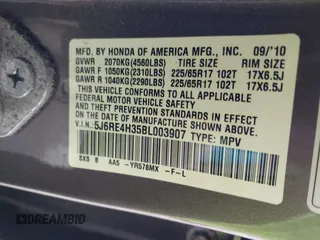 MFD. BY HONDA OF AMERICA MFG., INC. 09/'10
GVWR 2070KG(4560LBS) TIRE SIZE RIM SIZE
GAWR F 1050KG(2310LBS) 225/65R17 102T 17X6.5J
GAWR R 1040KG(2290LBS) 225/65R17 102T 17X6.5J
THIS VEHICLE CONFORMS TO ALL APPLICABLE
FEDERAL MOTOR VEHICLE SAFETY AND
THEFT PREVENTION STANDARDS IN EFFECT ON THE
DATE OF MANUFACTURE SHOWN ABOVE.
V.I.N.:5J6RE4H35BL003907 TYPE: MPV
SXS B AA5 -YR578MX -F-L
DREAMBID